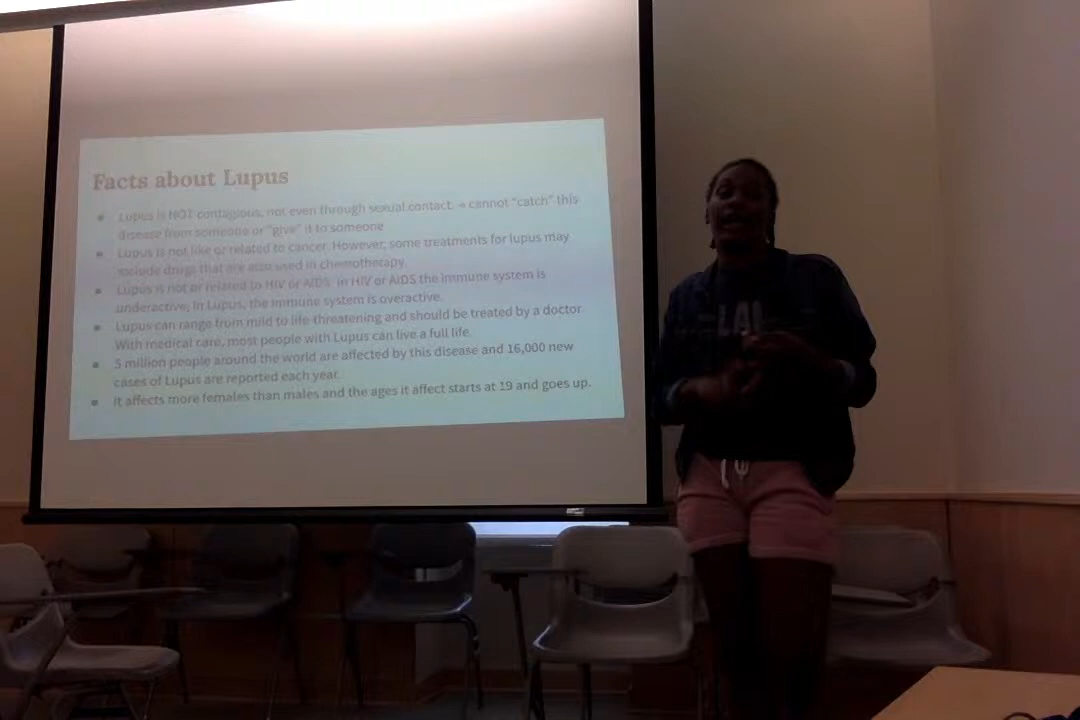 Facts about Lupus
Lupus is NOT contagious, not even through sexual contact. → cannot "catch" this
disease from someone or "give" it to someone
Lupus is not like or related to cancer. However, some treatments for lupus may
include drugs that are also used in chemotherapy.
Lupus is not or related to HIV or AIDS in HIV or AIDS the immune system is
underactive; in Lupus, the immune system is overactive.
Lupus can range from mild to life-threatening and should be treated by a doctor
With medical care, most people with Lupus can live a full life.
5 million people around the world are affected by this disease and 16,000 new
cases of Lupus are reported each year.
It affects more females than males and the ages it affect starts at 19 and goes up.